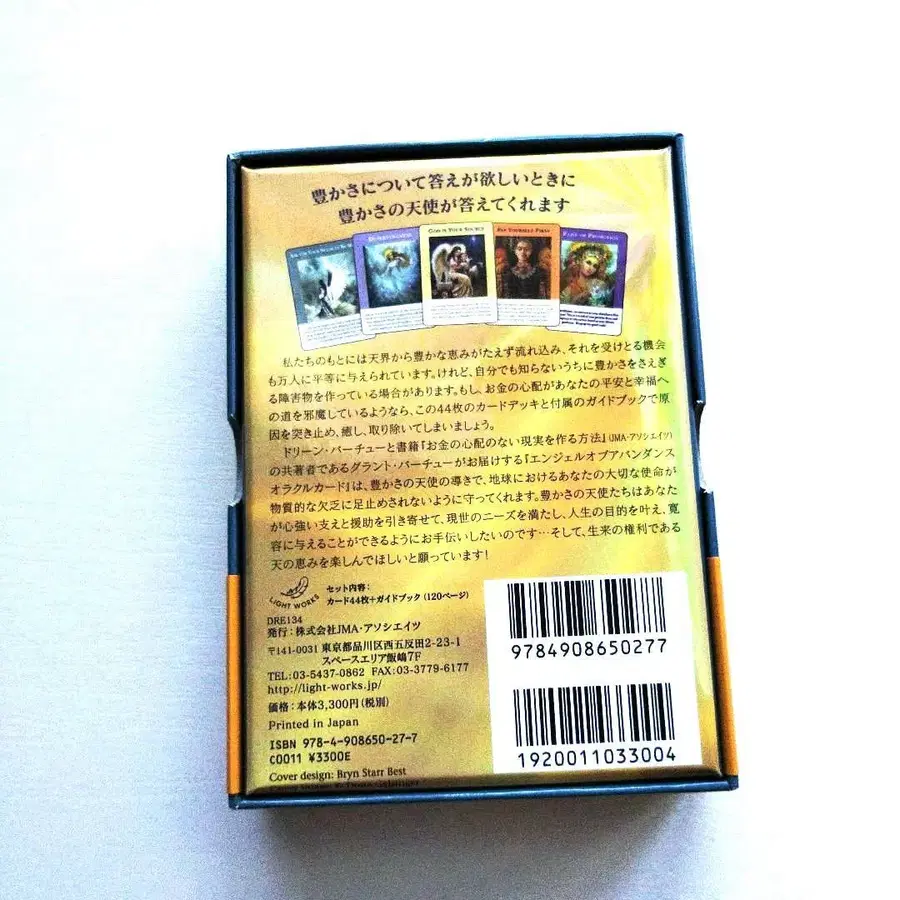 豊かさについて答えが欲しいときに
豊かさの天使が答えてくれます
GOD IS YOUR SOURCE
PAY YOURSELF FIRST
私たちのもとには天界から豊かな恵みがたえず流れ込み、それを受けとる機会
も万人に平等に与えられています。けれど、自分でも知らないうちに豊かさをさえぎ
る障害物を作っている場合があります。もし、お金の心配があなたの平安と幸福へ
の道を邪魔しているようなら、この44枚のカードデッキと付属のガイドブックで原
因を突き止め、癒し、取り除いてしまいましょう。
ドリーン・バーチューと書籍『お金の心配のない現実を作る方法』(JMA・アソシエイツ)
の共著者であるグラント・バーチューがお届けする『エンジェルオブアバンダンス
オラクルカード』は、豊かさの天使の導きで、地球におけるあなたの大切な使命が
物質的な欠乏に足止めされないように守ってくれます。豊かさの天使たちはあなた
が心強い支えと援助を引き寄せて、現世のニーズを満たし、人生の目的を叶え、寛
容に与えることができるようにお手伝いしたいのです…そして、生来の権利である
天の恵みを楽しんでほしいと願っています!
LIGHT WORKS
セット内容:
カード44枚+ガイドブック(120ページ)
DRE134
発行:株式会社JMA・アソシエイツ
〒141-0031 東京都品川区西五反田2-23-1
スペースエリア飯嶋7F
TEL:03-5437-0862 FAX:03-3779-6177
http://light-works.jp/
価格:本体3,300円(税別)
Printed in Japan
ISBN 978-4-908650-27-7
C0011 ¥3300E
Cover design: Bryn Starr Best
9784908650277
1920011033004